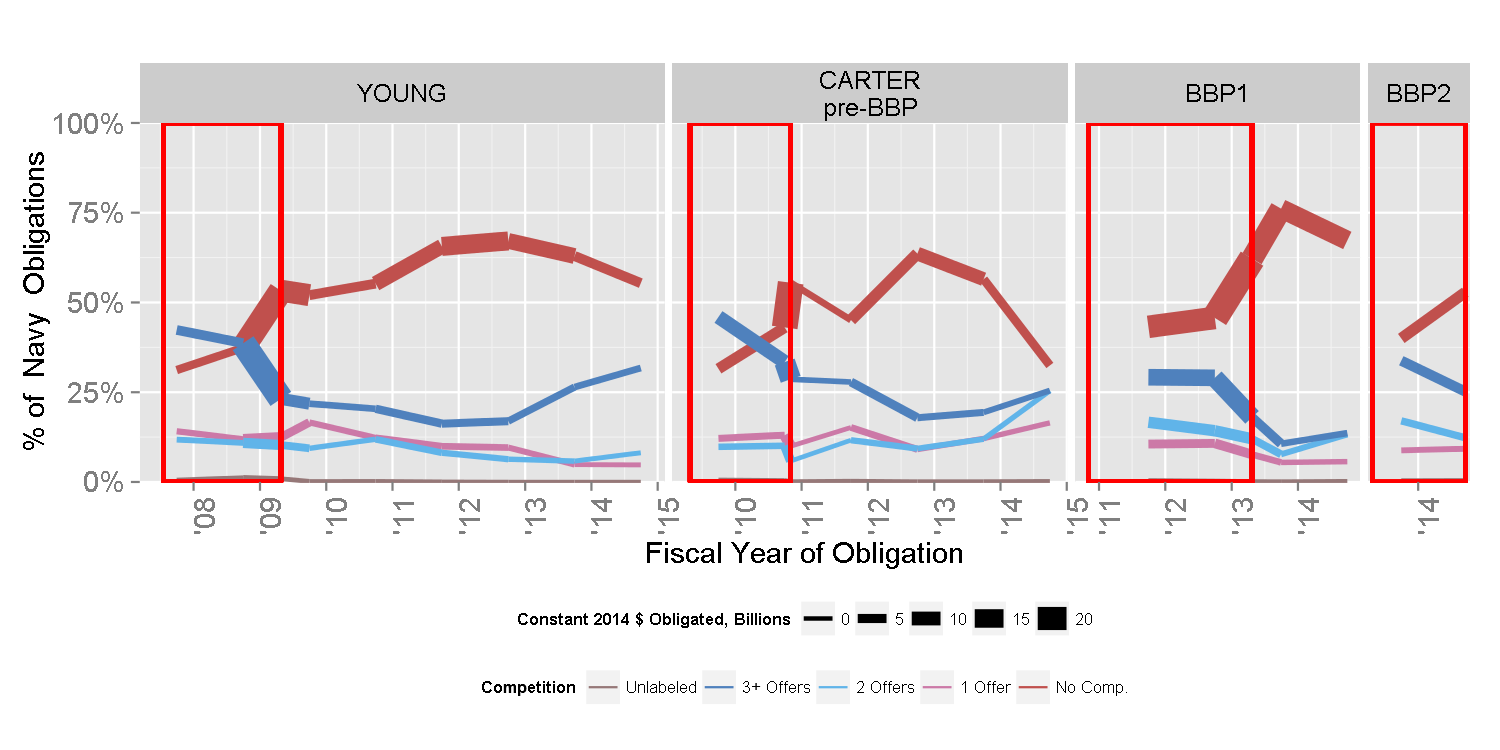 YOUNG
CARTER
pre-BBP
BBP1
BBP2
% of Navy Obligations
100%
75%
50%
25%
0%
'08
'09
'10
'11
'12
'13
'14
'15
'10
'11
'12
'13
'14
'15
'11
'12
'13
'14
'14
Fiscal Year of Obligation
Constant 2014 $ Obligated, Billions 0 5 10 15 20
Competition Unlabeled 3+ Offers 2 Offers 1 Offer No Comp.